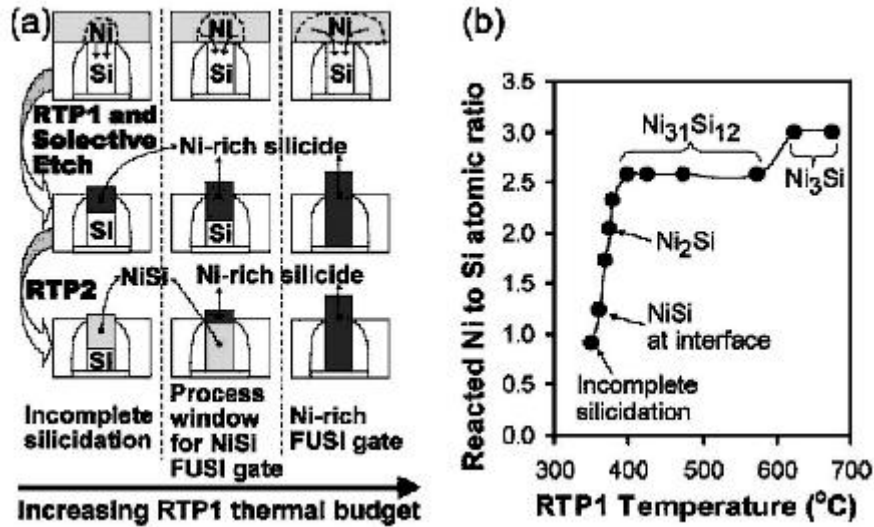 (a)
Ni
Ni
Ni
Si
Si
Si
RTP1 and
Selective
Etch
Ni-rich silicide
Si
Si
RTP2
NiSi
Ni-rich silicide
Si
Incomplete
silicidation
Process
window
for NiSi
FUSI gate
Ni-rich
FUSI gate
Increasing RTP1 thermal budget
(b)
Reacted Ni to Si atomic ratio
3.5
3.0
2.5
2.0
1.5
1.0
0.5
0.0
Ni31Si12
Ni3Si
Ni2Si
NiSi
at interface
Incomplete
silicidation
300 400 500 600 700
RTP1 Temperature (°C)